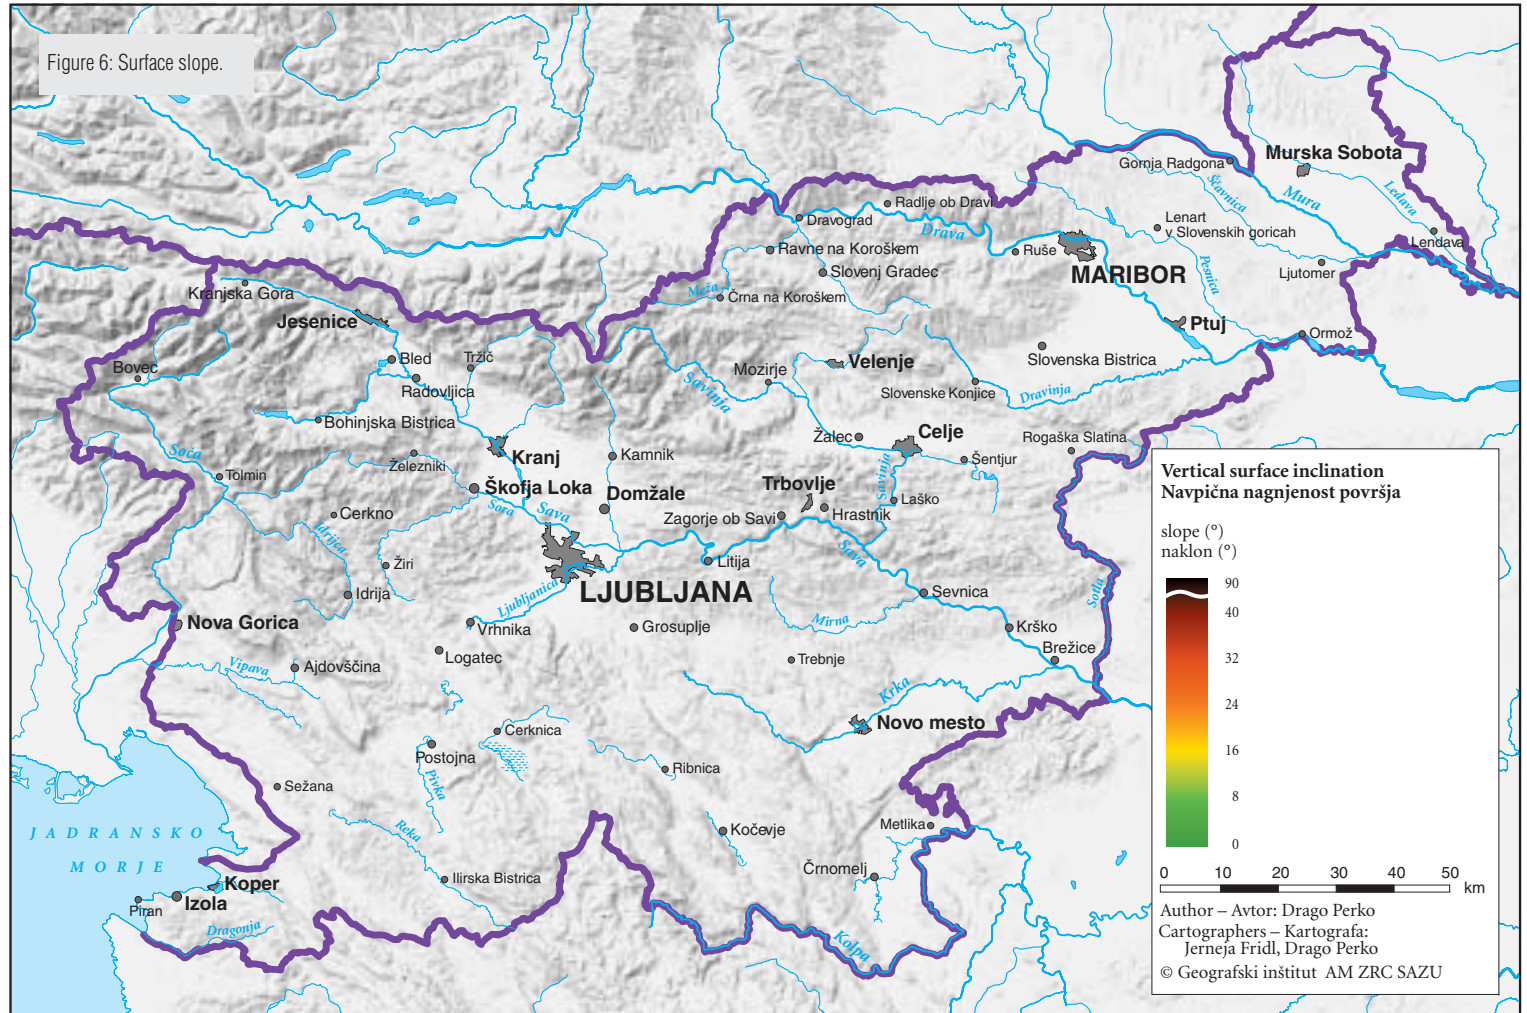 Figure 6: Surface slope.
Gornja Radgona
Murska Sobota
Ščavnica
Mura
Ledava
Radlje ob Dravi
Dravograd
Drava
Lenart
v Slovenskih goricah
Lendava
Ravne na Koroškem
Ruše
MARIBOR
Slovenj Gradec
Pesnica
Ljutomer
Kranjska Gora
Meža
Črna na Koroškem
Jesenice
Ptuj
Ormož
Bled
Tržič
Bovec
Mozirje
Velenje
Slovenska Bistrica
Radovljica
Savinja
Slovenske Konjice
Dravinja
Bohinjska Bistrica
Žalec
Celje
Rogaška Slatina
Soča
Kranj
Kamnik
Železniki
Šentjur
Tolmin
Savinja
Škofja Loka
Domžale
Trbovlje
Laško
Sora
Sava
Cerkno
Zagorje ob Savi
Hrastnik
Idrijca
Sava
Žiri
Litija
Idrija
Ljubljanica
LJUBLJANA
Sevnica
Sotla
Nova Gorica
Vrhnika
Grosuplje
Mirna
Krško
Logatec
Trebnje
Brežice
Vipava
Ajdovščina
Krka
Novo mesto
Cerknica
Postojna
Pivka
Ribnica
Sežana
JADRANSKO
MORJE
Reka
Kočevje
Metlika
Črnomelj
Ilirska Bistrica
Koper
Izola
Piran
Dragonja
Kolpa
Vertical surface inclination
Navpična nagnjenost površja
slope (°)
naklon (°)
90
40
32
24
16
8
0
0 10 20 30 40 50 km
Author – Avtor: Drago Perko
Cartographers – Kartografa:
Jerneja Fridl, Drago Perko
© Geografski inštitut AM ZRC SAZU